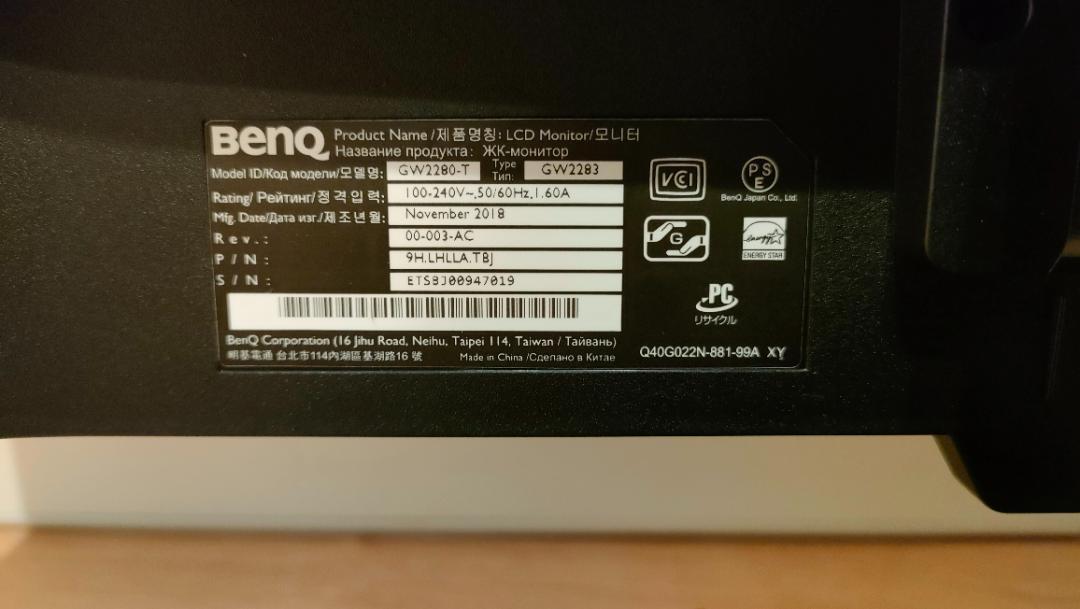 BenQ Product Name/제품명칭: LCD Monitor/모니터
Название продукта: ЖК-монитор
Model ID/Код модели/모델명: GW2280-T Type Тип: GW2283
Rating/Рейтинг/정격입력: 100-240V~,50/60Hz,1.60A
Mfg. Date/Дата изг./제조년월: November 2018
Rev.: 00-003-AC
P/N: 9H.LHLLA.TBJ
S/N: ETSBJ00947019
BenQ Corporation (16 Jihu Road, Neihu, Taipei 114, Taiwan / Тайвань)
明基電通 台北市114內湖區基湖路16號 Made in China /Сделано в Китае
VCCI
PSE
BenQ Japan Co., Ltd.
G
energy
ENERGY STAR
PC
リサイクル
Q40G022N-881-99A XY